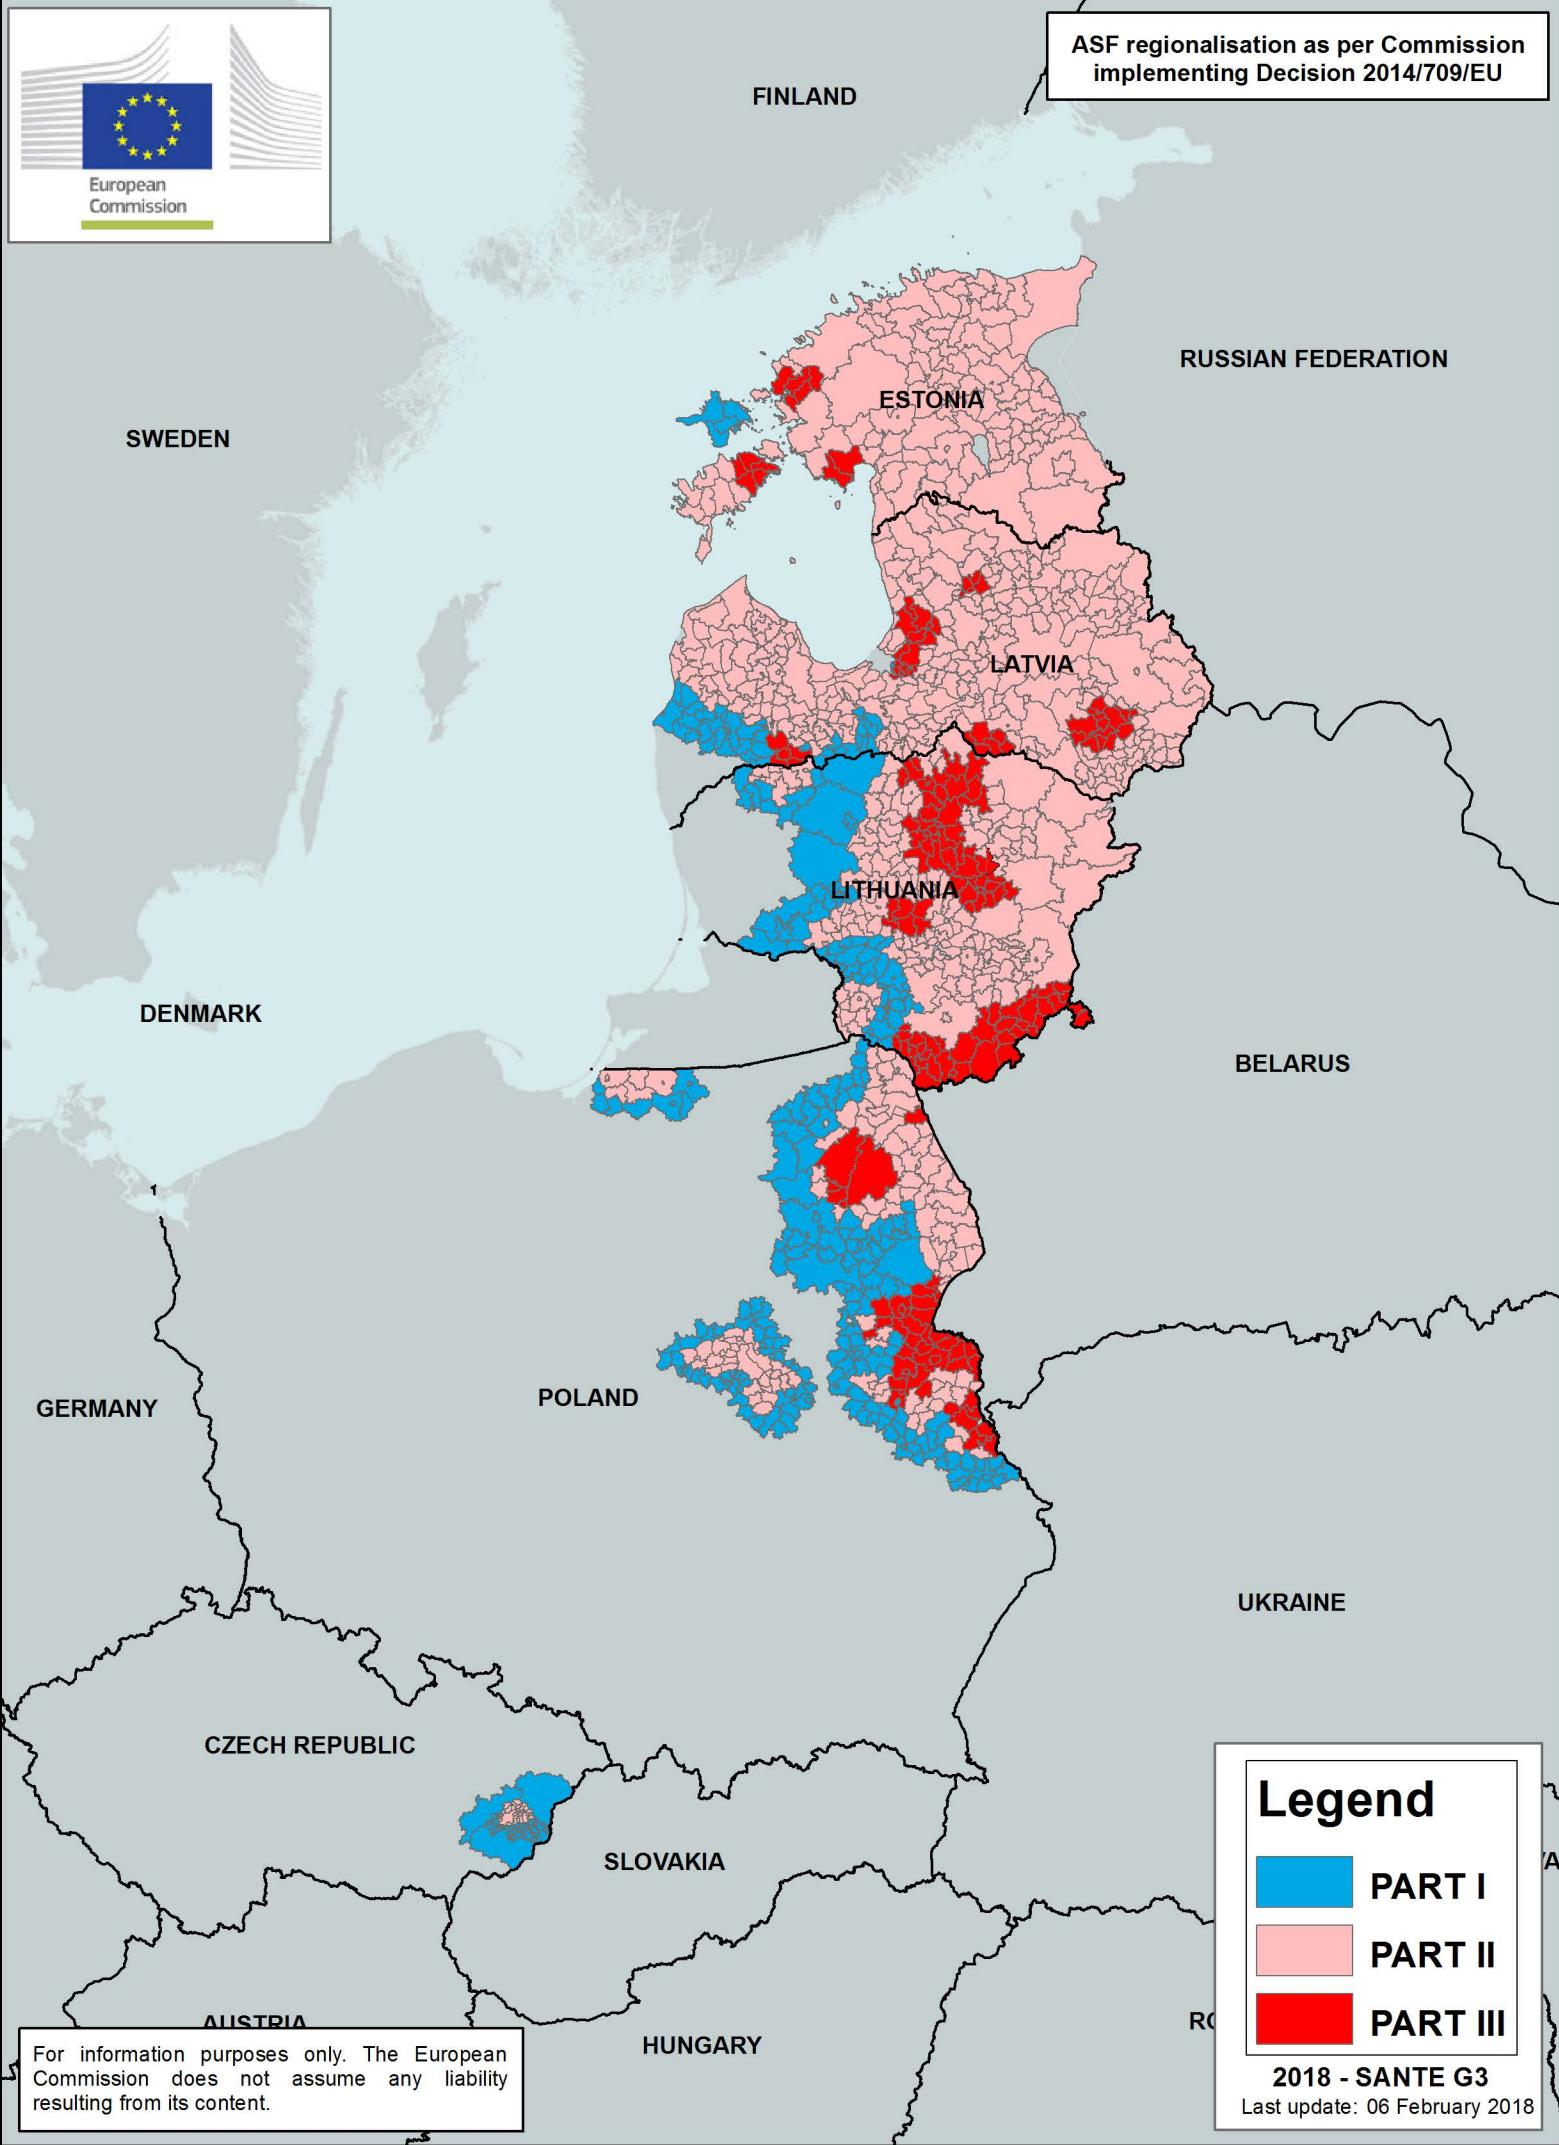 European
Commission
ASF regionalisation as per Commission
implementing Decision 2014/709/EU
FINLAND
RUSSIAN FEDERATION
ESTONIA
SWEDEN
LATVIA
LITHUANIA
DENMARK
BELARUS
POLAND
GERMANY
UKRAINE
CZECH REPUBLIC
SLOVAKIA
AUSTRIA
HUNGARY
For information purposes only. The European
Commission does not assume any liability
resulting from its content.
Legend
PART I
PART II
PART III
2018 - SANTE G3
Last update: 06 February 2018